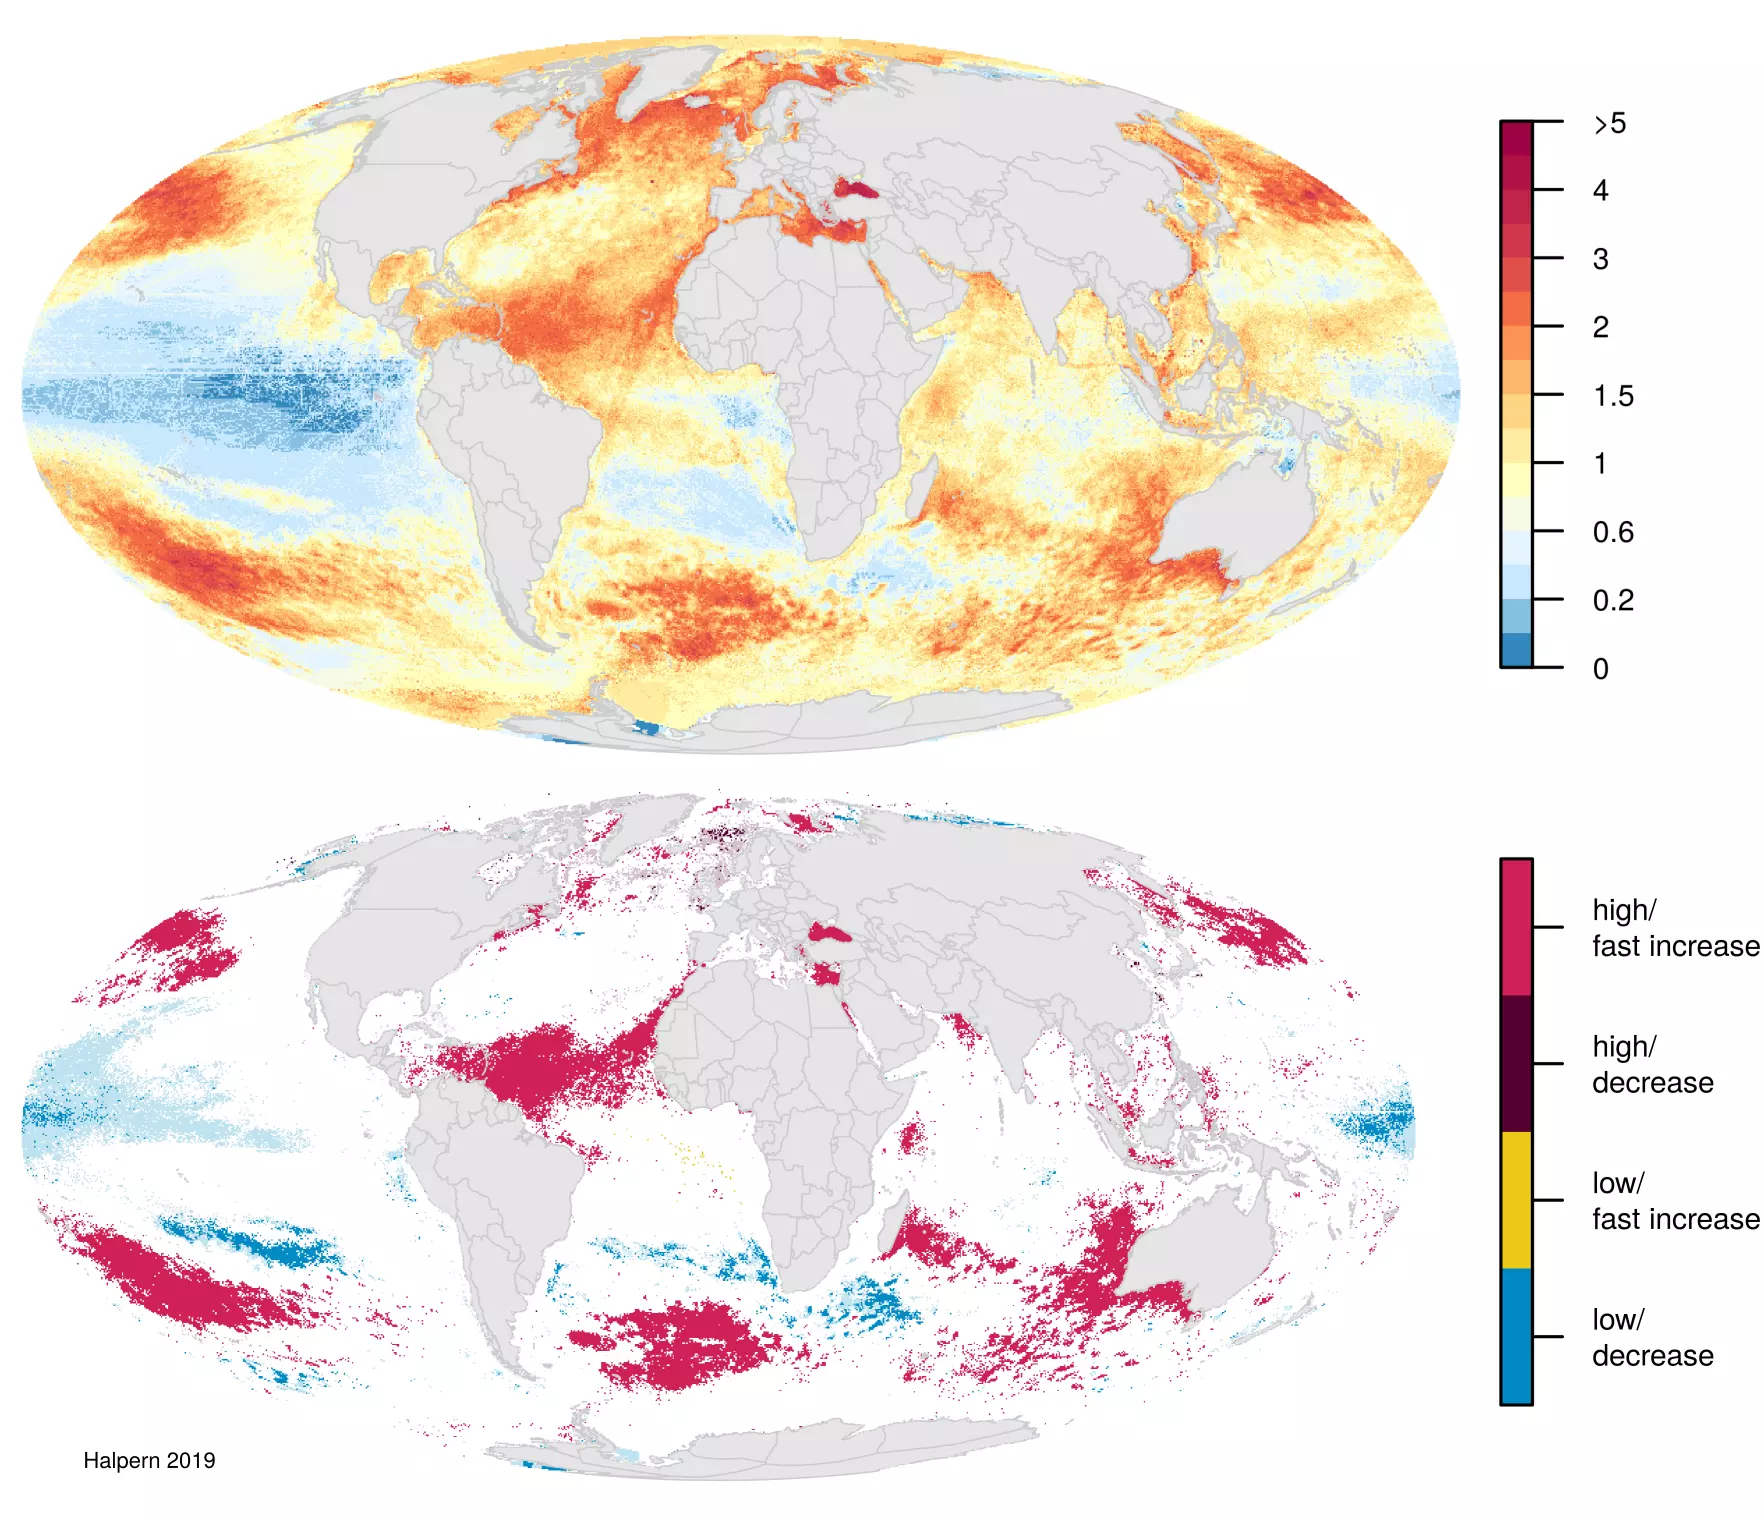 >5
4
3
2
1.5
1
0.6
0.2
0
high/
fast increase
high/
decrease
low/
fast increase
low/
decrease
Halpern 2019